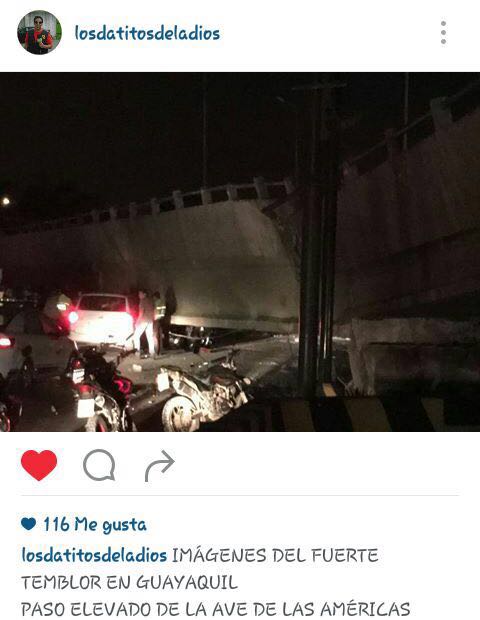 losdatitosdeladios
116 Me gusta
losdatitosdeladios IMÁGENES DEL FUERTE
TEMBLOR EN GUAYAQUIL
PASO ELEVADO DE LA AVE DE LAS AMÉRICAS